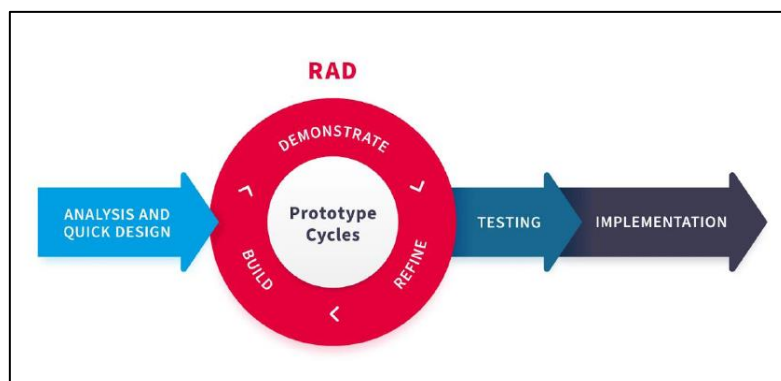 RAD
ANALYSIS AND
QUICK DESIGN
DEMONSTRATE
Prototype
Cycles
BUILD
REFINE
TESTING
IMPLEMENTATION